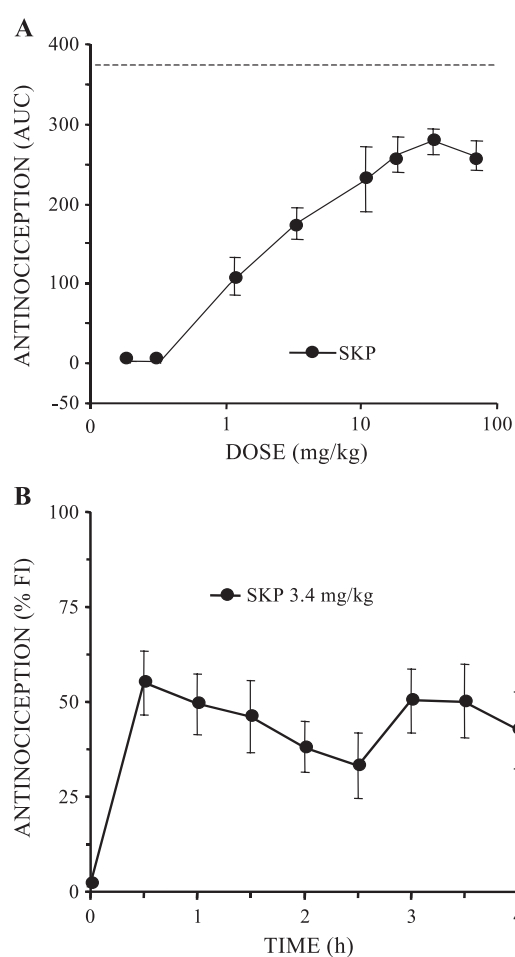 A
400
300
200
100
0
-50
ANTINOCICEPTION (AUC)
SKP
0 1 10 100
DOSE (mg/kg)
B
100
75
50
25
0
ANTINOCICEPTION (% FI)
SKP 3.4 mg/kg
0 1 2 3 4
TIME (h)